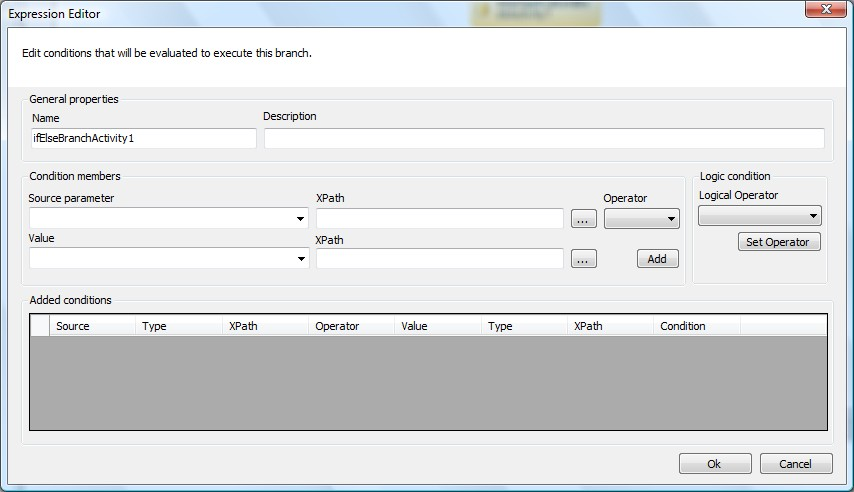 Expression Editor
Edit conditions that will be evaluated to execute this branch.
General properties
Name
Description
ifElseBranchActivity1
Condition members
Source parameter
XPath
Operator
...
Value
XPath
...
Add
Logic condition
Logical Operator
Set Operator
Added conditions
Source Type XPath Operator Value Type XPath Condition
Ok Cancel